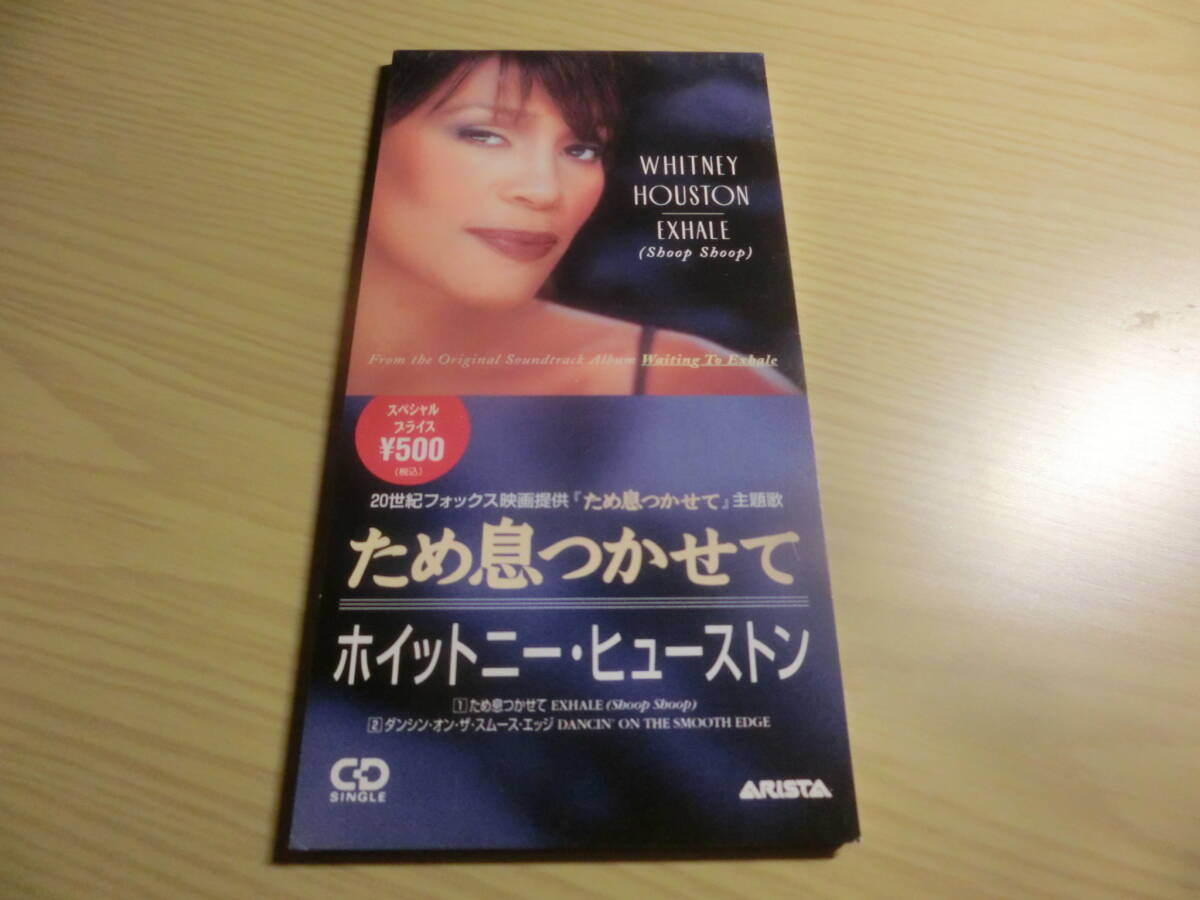 WHITNEY
HOUSTON
EXHALE
(Shoop Shoop)
From the Original Soundtrack Album Waiting To Exhale
スペシャル
プライス
¥500
(税込)
20世紀フォックス映画提供『ため息つかせて』主題歌
ため息つかせて
ホイットニー・ヒューストン
1 ため息つかせて EXHALE (Shoop Shoop)
2 ダンシン・オン・ザ・スムース・エッジ DANCIN' ON THE SMOOTH EDGE
CD
SINGLE
ARISTA